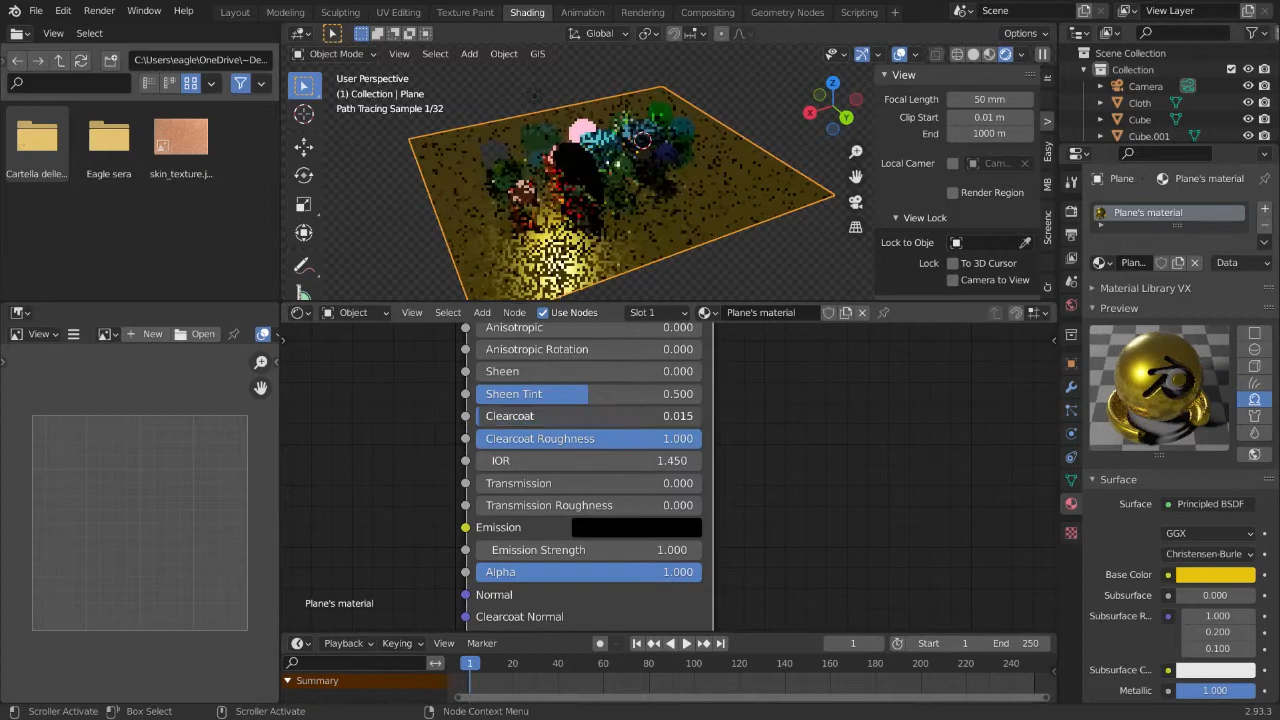 File Edit Render Window Help Layout Modeling Sculpting UV Editing Texture Paint Shading Animation Rendering Compositing Geometry Nodes Scripting + Scene View Layer
View Select
Global Options
C:\Users\eagle\OneDrive\~De...
Object Mode View Select Add Object GIS
Cartella delle... Eagle sera skin_texture.j...
User Perspective
(1) Collection | Plane
Path Tracing Sample 1/32
X
Y
Z
View
Focal Length 50 mm
Clip Start 0.01 m
End 1000 m
Local Camer Cam...
Render Region
View Lock
Lock to Obje
Lock To 3D Cursor
Camera to View
Easy
MB
Screenc
Scene Collection
Collection
Camera
Cloth
Cube
Cube.001
Plane Plane's material
Plane's material
Plan... Data
Material Library VX
Preview
Surface
Surface Principled BSDF
GGX
Christensen-Burle
Base Color
Subsurface 0.000
Subsurface R... 1.000
0.200
0.100
Subsurface C...
Metallic 1.000
View New Open
Object View Select Add Node Use Nodes Slot 1 Plane's material
Anisotropic 0.000
Anisotropic Rotation 0.000
Sheen 0.000
Sheen Tint 0.500
Clearcoat 0.015
Clearcoat Roughness 1.000
IOR 1.450
Transmission 0.000
Transmission Roughness 0.000
Emission
Emission Strength 1.000
Alpha 1.000
Normal
Clearcoat Normal
Plane's material
Playback Keying View Marker 1 Start 1 End 250
1 20 40 60 80 100 120 140 160 180 200 220 240
Summary
Scroller Activate Box Select Scroller Activate Node Context Menu 2.93.3